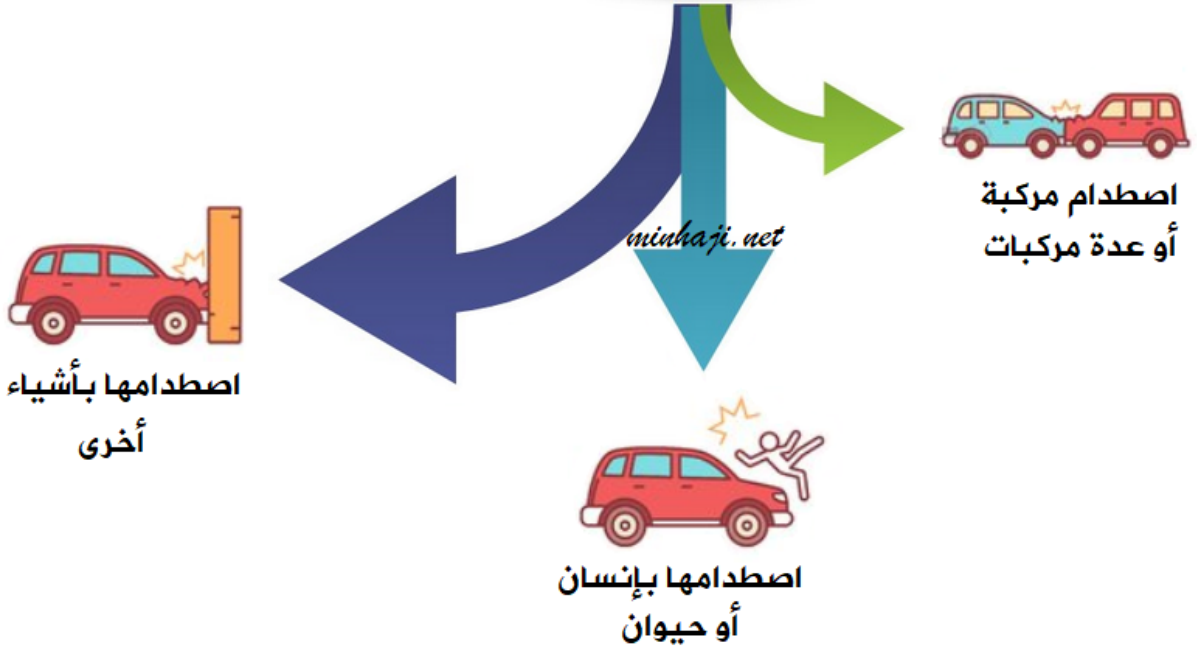 اصطدام مركبة
أو عدة مركبات
minhaji.net
اصطدامها بأشياء
أخرى
اصطدامها بإنسان
أو حيوان